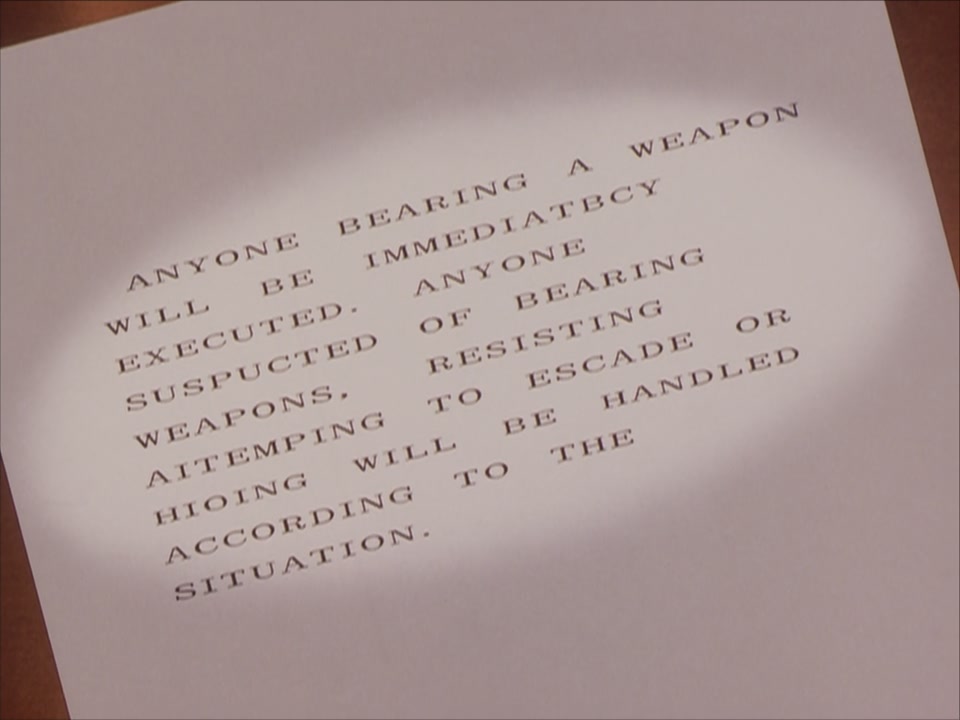 ANYONE BEARING A WEAPON
WILL BE IMMEDIATBCY
EXECUTED. ANYONE
SUSPUCTED OF BEARING
WEAPONS, RESISTING
AITEMPING TO ESCADE OR
HIOING WILL BE HANDLED
ACCORDING TO THE
SITUATION.